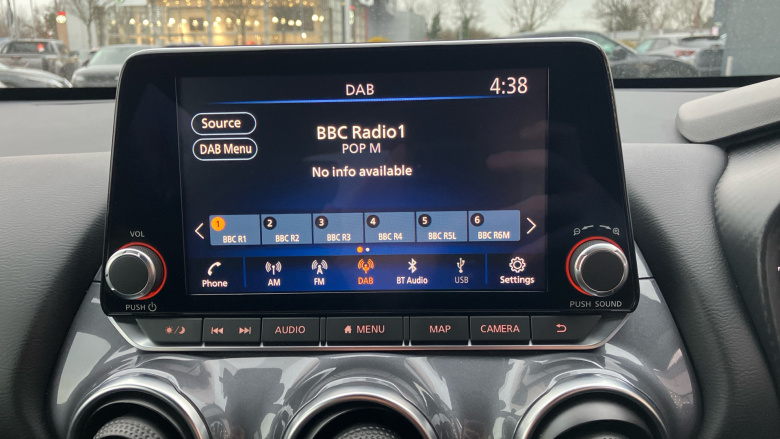 DAB
4:38
Source
DAB Menu
BBC Radio1
POP M
No info available
1 2 3 4 5 6
BBC R1 BBC R2 BBC R3 BBC R4 BBC R5L BBC R6M
Phone AM FM DAB BT Audio USB Settings
VOL
PUSH
PUSH SOUND
AUDIO MENU MAP CAMERA